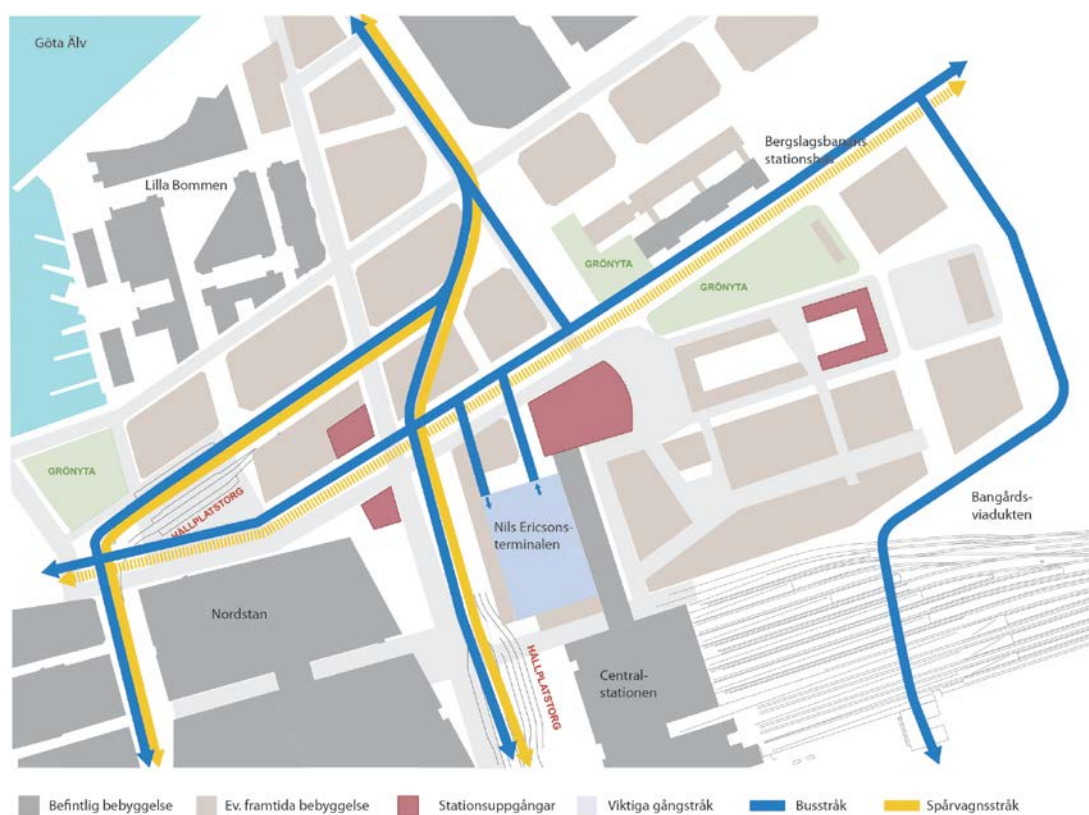 Göta Älv
Lilla Bommen
Bergslagsbanans
GRÖNYTA
GRÖNYTA
GRÖNYTA
HÅLLPLATSTORG
Nils Ericsons-
terminalen
Bangårds-
viadukten
Nordstan
HÅLLPLATSTORG
Central-
stationen
Befintlig bebyggelse
Ev. framtida bebyggelse
Stationsuppgångar
Viktiga gångstråk
Busstråk
Spårvagnsstråk